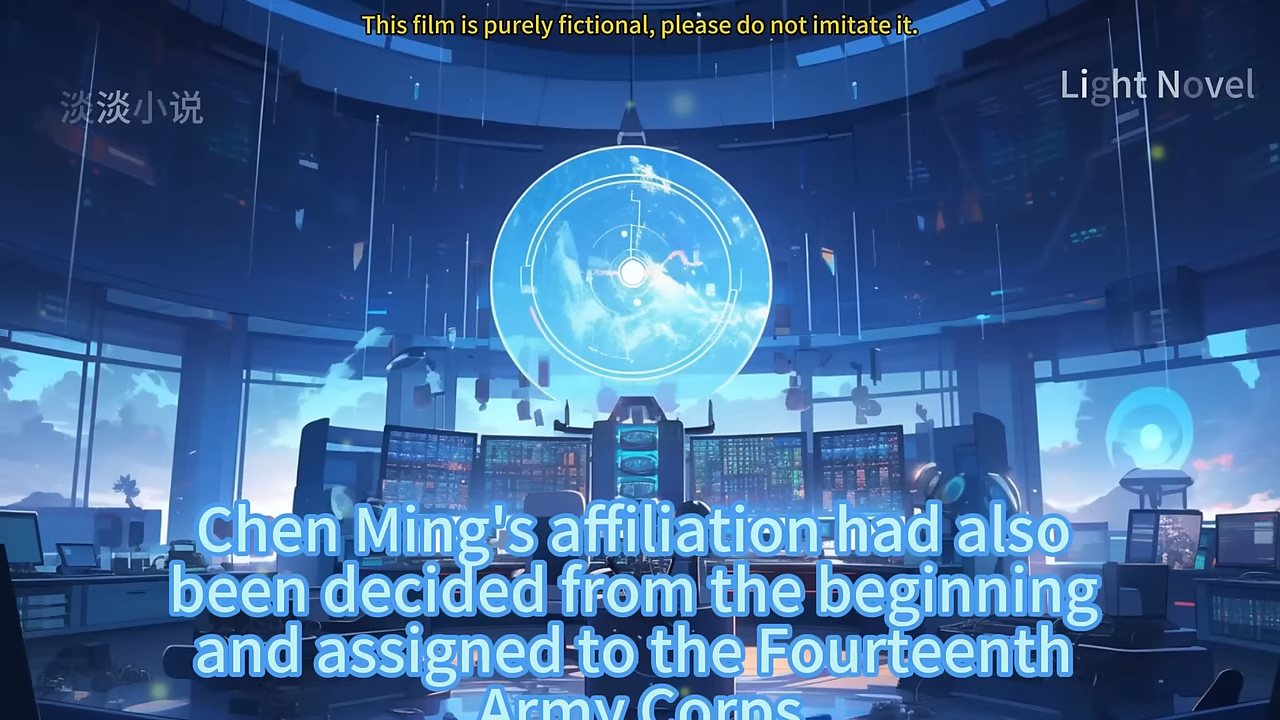 This film is purely fictional, please do not imitate it.
Light Novel
淡淡小说
Chen Ming's affiliation had also
been decided from the beginning
and assigned to the Fourteenth
Army Corps